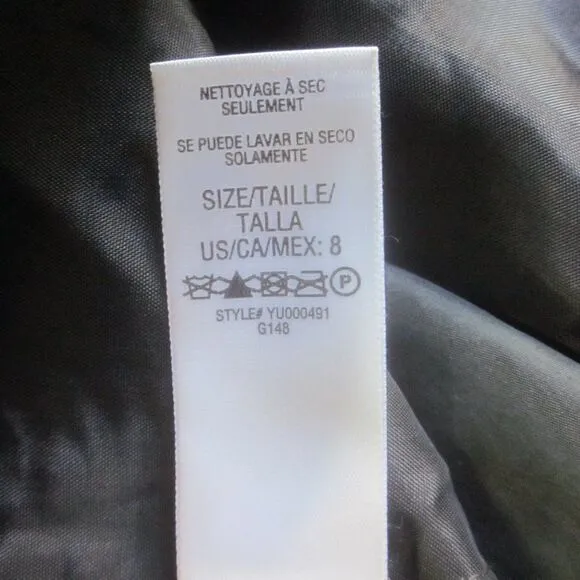 NETTOYAGE À SEC
SEULEMENT
SE PUEDE LAVAR EN SECO
SOLAMENTE
SIZE/TAILLE/
TALLA
US/CA/MEX: 8
P
STYLE# YU000491
G148